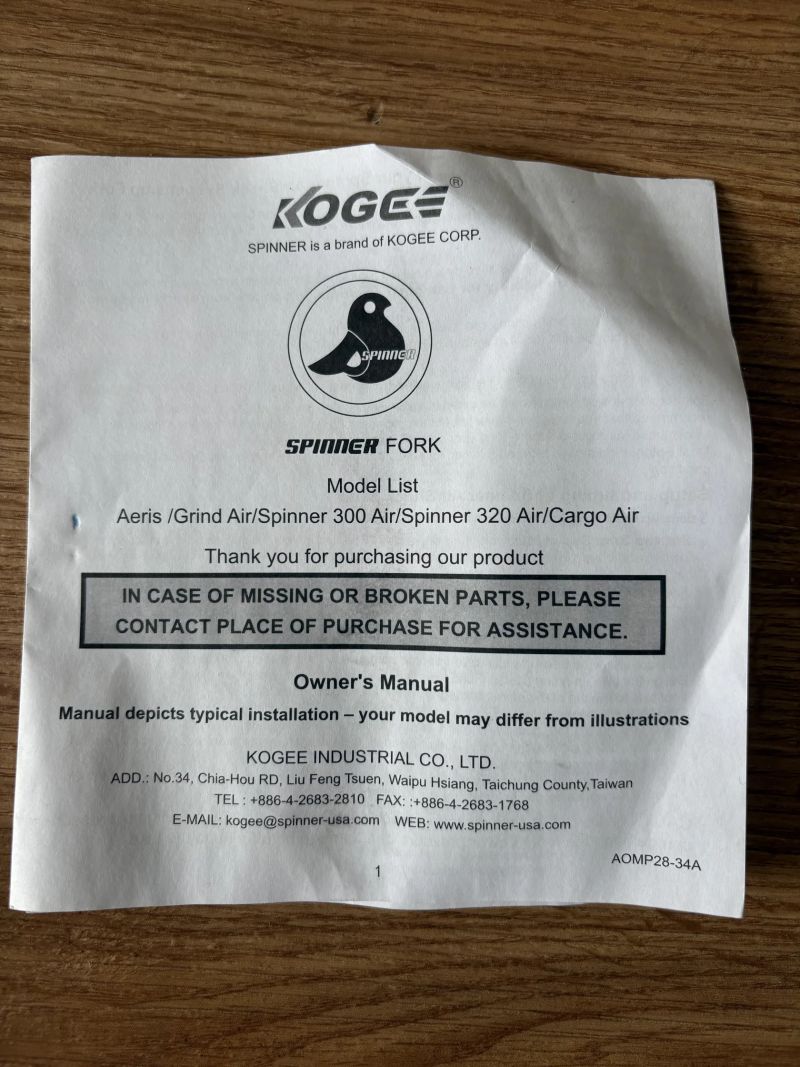 KOGEE®
SPINNER is a brand of KOGEE CORP.
SPINNER
SPINNER FORK
Model List
Aeris /Grind Air/Spinner 300 Air/Spinner 320 Air/Cargo Air
Thank you for purchasing our product
IN CASE OF MISSING OR BROKEN PARTS, PLEASE
CONTACT PLACE OF PURCHASE FOR ASSISTANCE.
Owner's Manual
Manual depicts typical installation – your model may differ from illustrations
KOGEE INDUSTRIAL CO., LTD.
ADD.: No.34, Chia-Hou RD, Liu Feng Tsuen, Waipu Hsiang, Taichung County,Taiwan
TEL : +886-4-2683-2810 FAX: :+886-4-2683-1768
E-MAIL: kogee@spinner-usa.com WEB: www.spinner-usa.com
AOMP28-34A
1